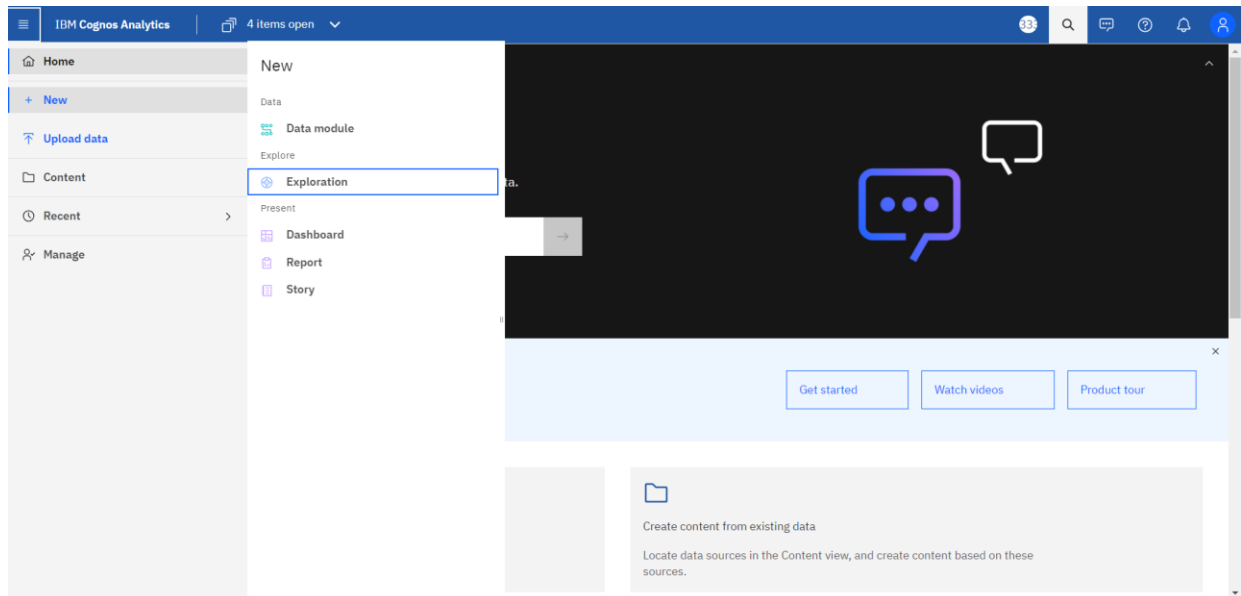 IBM Cognos Analytics
4 items open
Home
+ New
Upload data
Content
Recent
Manage
New
Data
Data module
Explore
Exploration
Present
Dashboard
Report
Story
ta.
Get started
Watch videos
Product tour
Create content from existing data
Locate data sources in the Content view, and create content based on these
sources.